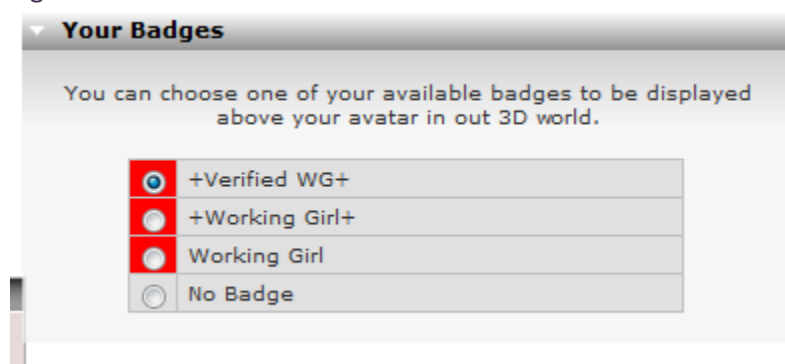 Your Badges
You can choose one of your available badges to be displayed
above your avatar in out 3D world.
+Verified WG+
+Working Girl+
Working Girl
No Badge